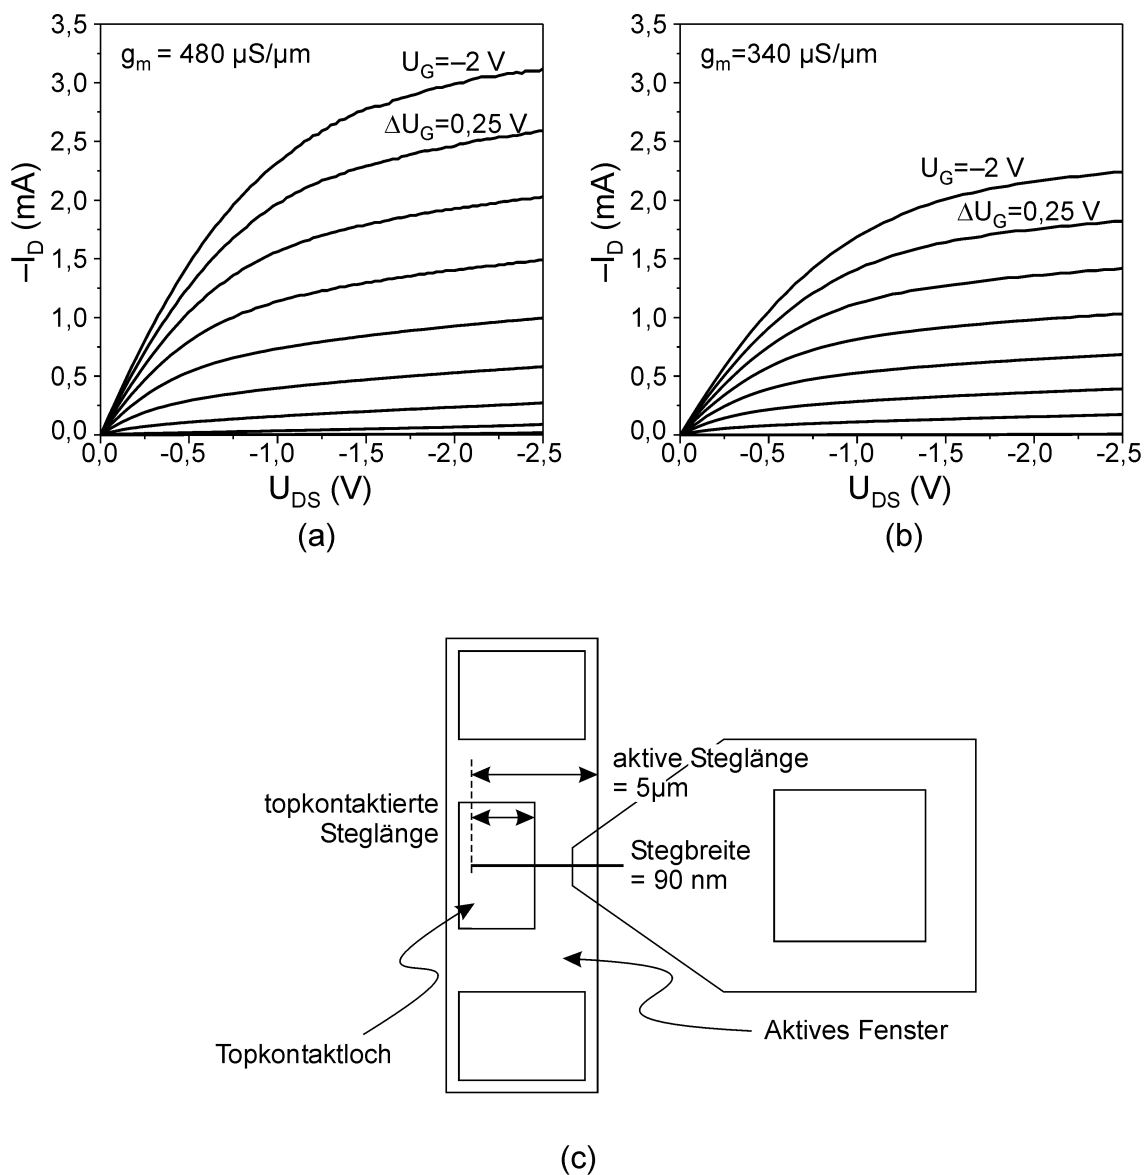 3,5
3,0
2,5
2,0
1,5
1,0
0,5
0,0
–I_D (mA)
g_m = 480 µS/µm
U_G=–2 V
ΔU_G=0,25 V
0,0 -0,5 -1,0 -1,5 -2,0 -2,5
U_DS (V)
(a)
3,5
3,0
2,5
2,0
1,5
1,0
0,5
0,0
–I_D (mA)
g_m=340 µS/µm
U_G=–2 V
ΔU_G=0,25 V
0,0 -0,5 -1,0 -1,5 -2,0 -2,5
U_DS (V)
(b)
aktive Steglänge
= 5µm
topkontaktierte
Steglänge
Stegbreite
= 90 nm
Topkontaktloch
Aktives Fenster
(c)